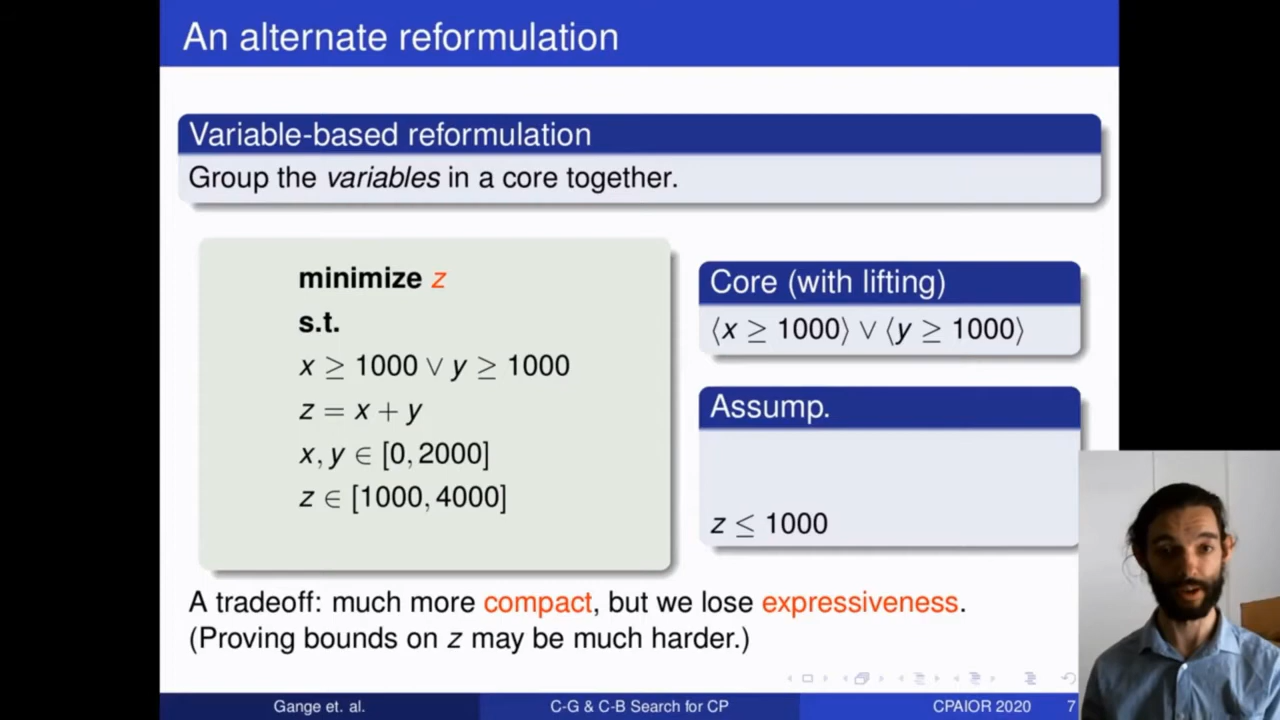 An alternate reformulation
Variable-based reformulation
Group the variables in a core together.
minimize z
s.t.
x ≥ 1000 ∨ y ≥ 1000
z = x + y
x, y ∈ [0, 2000]
z ∈ [1000, 4000]
Core (with lifting)
⟨x ≥ 1000⟩ ∨ ⟨y ≥ 1000⟩
Assump.
z ≤ 1000
A tradeoff: much more compact, but we lose expressiveness.
(Proving bounds on z may be much harder.)
Gange et. al.
C-G & C-B Search for CP
CPAIOR 2020
7